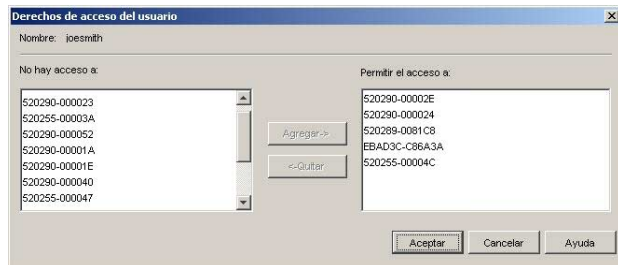 Derechos de acceso del usuario
Nombre: joesmith
No hay acceso a:
520290-000023
520255-00003A
520290-000052
520290-00001A
520290-00001E
520290-000040
520255-000047
Agregar->
<-Quitar
Permitir el acceso a:
520290-00002E
520290-000024
520289-0081C8
EBAD3C-C86A3A
520255-00004C
Aceptar
Cancelar
Ayuda